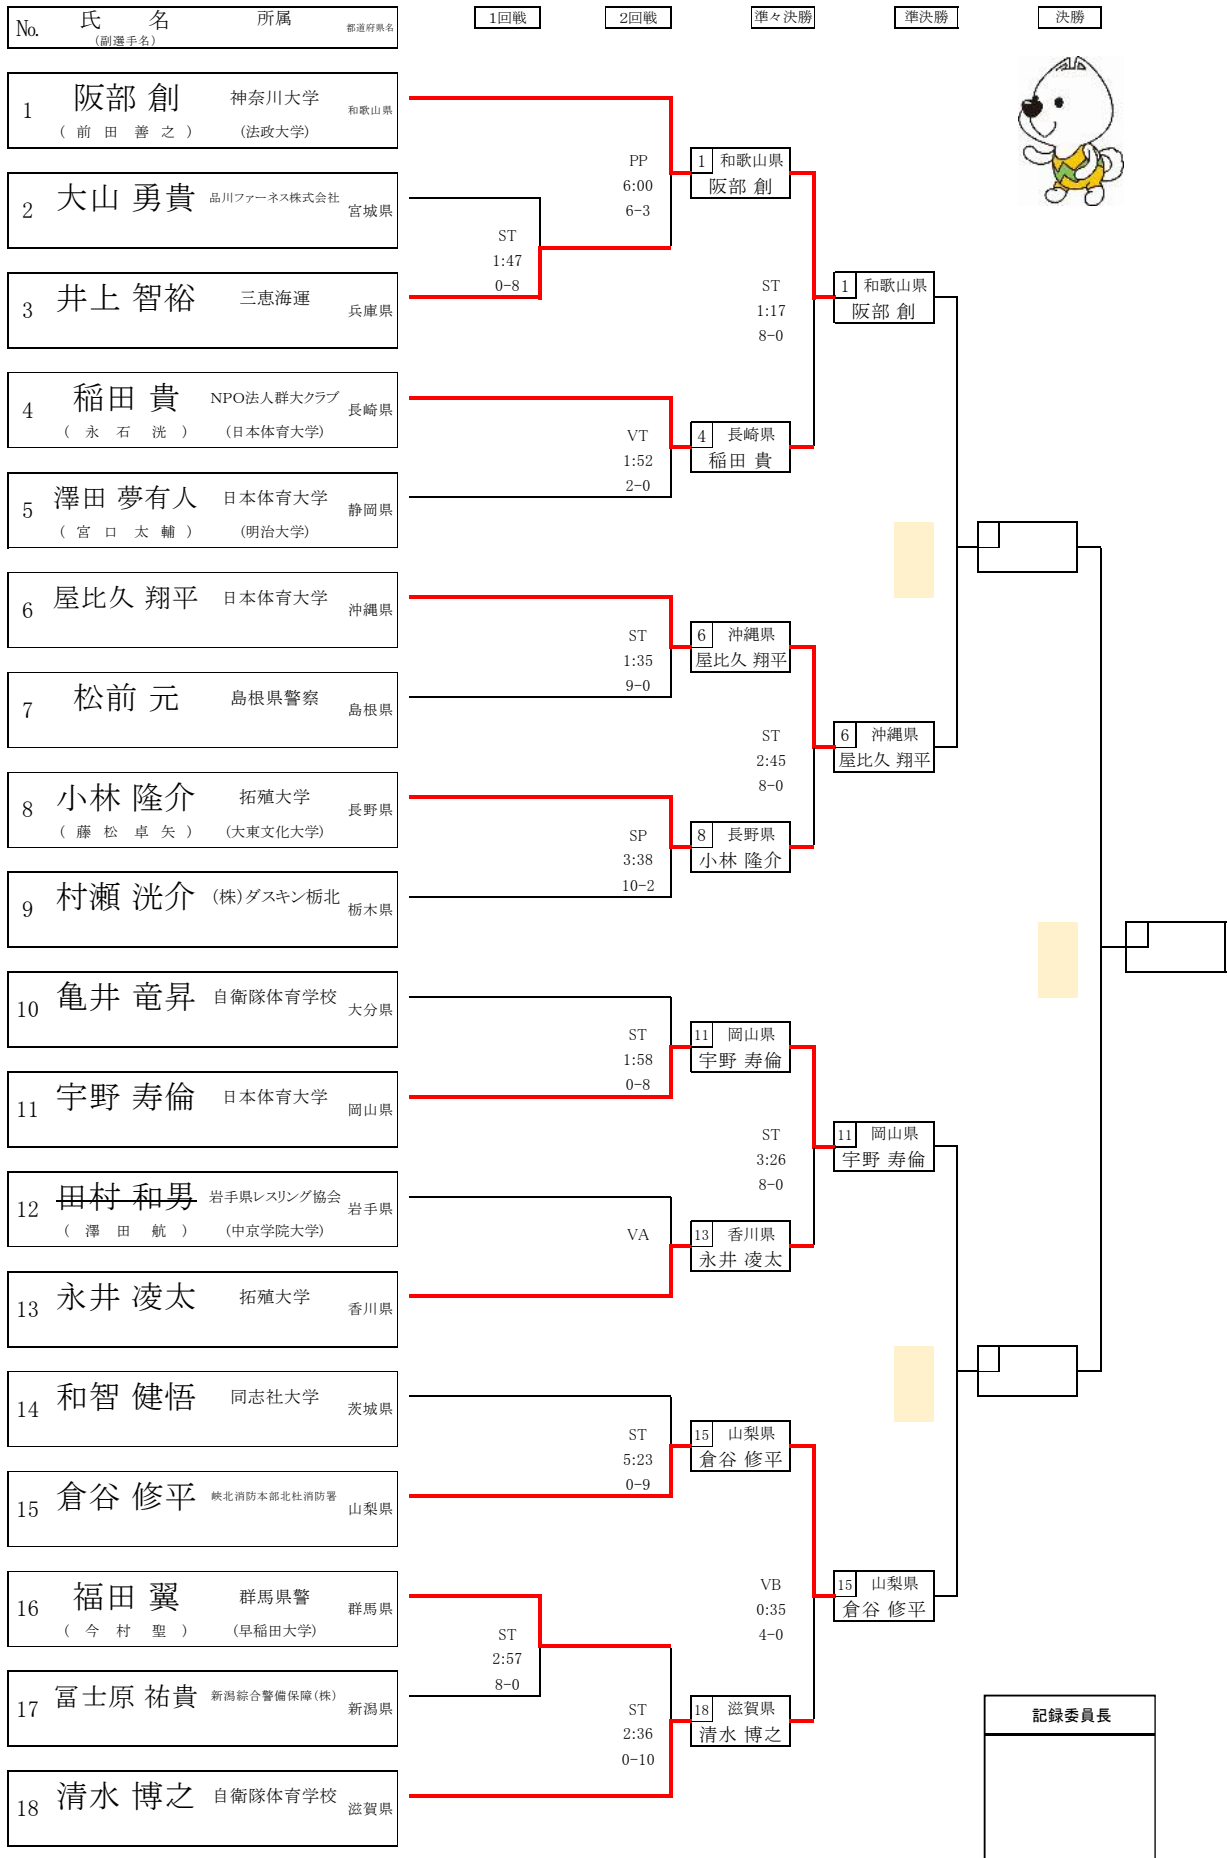 No. 氏 名 所属 都道府県名
(副選手名)
1回戦 2回戦 準々決勝 準決勝 決勝
1 阪部 創 神奈川大学 和歌山県
( 前 田 善 之 ) (法政大学)
2 大山 勇貴 品川ファーネス株式会社 宮城県
3 井上 智裕 三恵海運 兵庫県
4 稲田 貴 NPO法人群大クラブ 長崎県
( 永 石 洸 ) (日本体育大学)
5 澤田 夢有人 日本体育大学 静岡県
( 宮 口 太 輔 ) (明治大学)
6 屋比久 翔平 日本体育大学 沖縄県
7 松前 元 島根県警察 島根県
8 小林 隆介 拓殖大学 長野県
( 藤 松 卓 矢 ) (大東文化大学)
9 村瀬 洸介 (株)ダスキン栃北 栃木県
10 亀井 竜昇 自衛隊体育学校 大分県
11 宇野 寿倫 日本体育大学 岡山県
12 田村 和男 岩手県レスリング協会 岩手県
( 澤 田 航 ) (中京学院大学)
13 永井 凌太 拓殖大学 香川県
14 和智 健悟 同志社大学 茨城県
15 倉谷 修平 峡北消防本部北杜消防署 山梨県
16 福田 翼 群馬県警 群馬県
( 今 村 聖 ) (早稲田大学)
17 冨士原 祐貴 新潟綜合警備保障(株) 新潟県
18 清水 博之 自衛隊体育学校 滋賀県
ST
1:47
0-8
ST
2:57
8-0
PP
6:00
6-3
VT
1:52
2-0
ST
1:35
9-0
SP
3:38
10-2
ST
1:58
0-8
VA
ST
5:23
0-9
ST
2:36
0-10
1 和歌山県
阪部 創
4 長崎県
稲田 貴
6 沖縄県
屋比久 翔平
8 長野県
小林 隆介
11 岡山県
宇野 寿倫
13 香川県
永井 凌太
15 山梨県
倉谷 修平
18 滋賀県
清水 博之
ST
1:17
8-0
ST
2:45
8-0
ST
3:26
8-0
VB
0:35
4-0
1 和歌山県
阪部 創
6 沖縄県
屋比久 翔平
11 岡山県
宇野 寿倫
15 山梨県
倉谷 修平
記録委員長